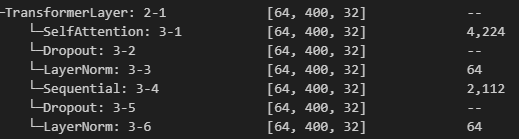 ─TransformerLayer: 2-1 [64, 400, 32] --
└─SelfAttention: 3-1 [64, 400, 32] 4,224
└─Dropout: 3-2 [64, 400, 32] --
└─LayerNorm: 3-3 [64, 400, 32] 64
└─Sequential: 3-4 [64, 400, 32] 2,112
└─Dropout: 3-5 [64, 400, 32] --
└─LayerNorm: 3-6 [64, 400, 32] 64